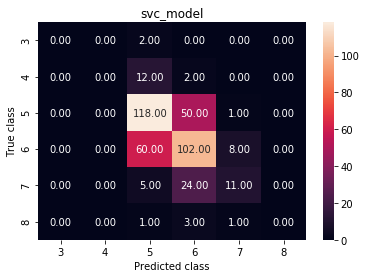 svc_model
3 0.00 0.00 2.00 0.00 0.00 0.00
4 0.00 0.00 12.00 2.00 0.00 0.00
5 0.00 0.00 118.00 50.00 1.00 0.00
6 0.00 0.00 60.00 102.00 8.00 0.00
7 0.00 0.00 5.00 24.00 11.00 0.00
8 0.00 0.00 1.00 3.00 1.00 0.00
3 4 5 6 7 8
True class
Predicted class
100
80
60
40
20
0